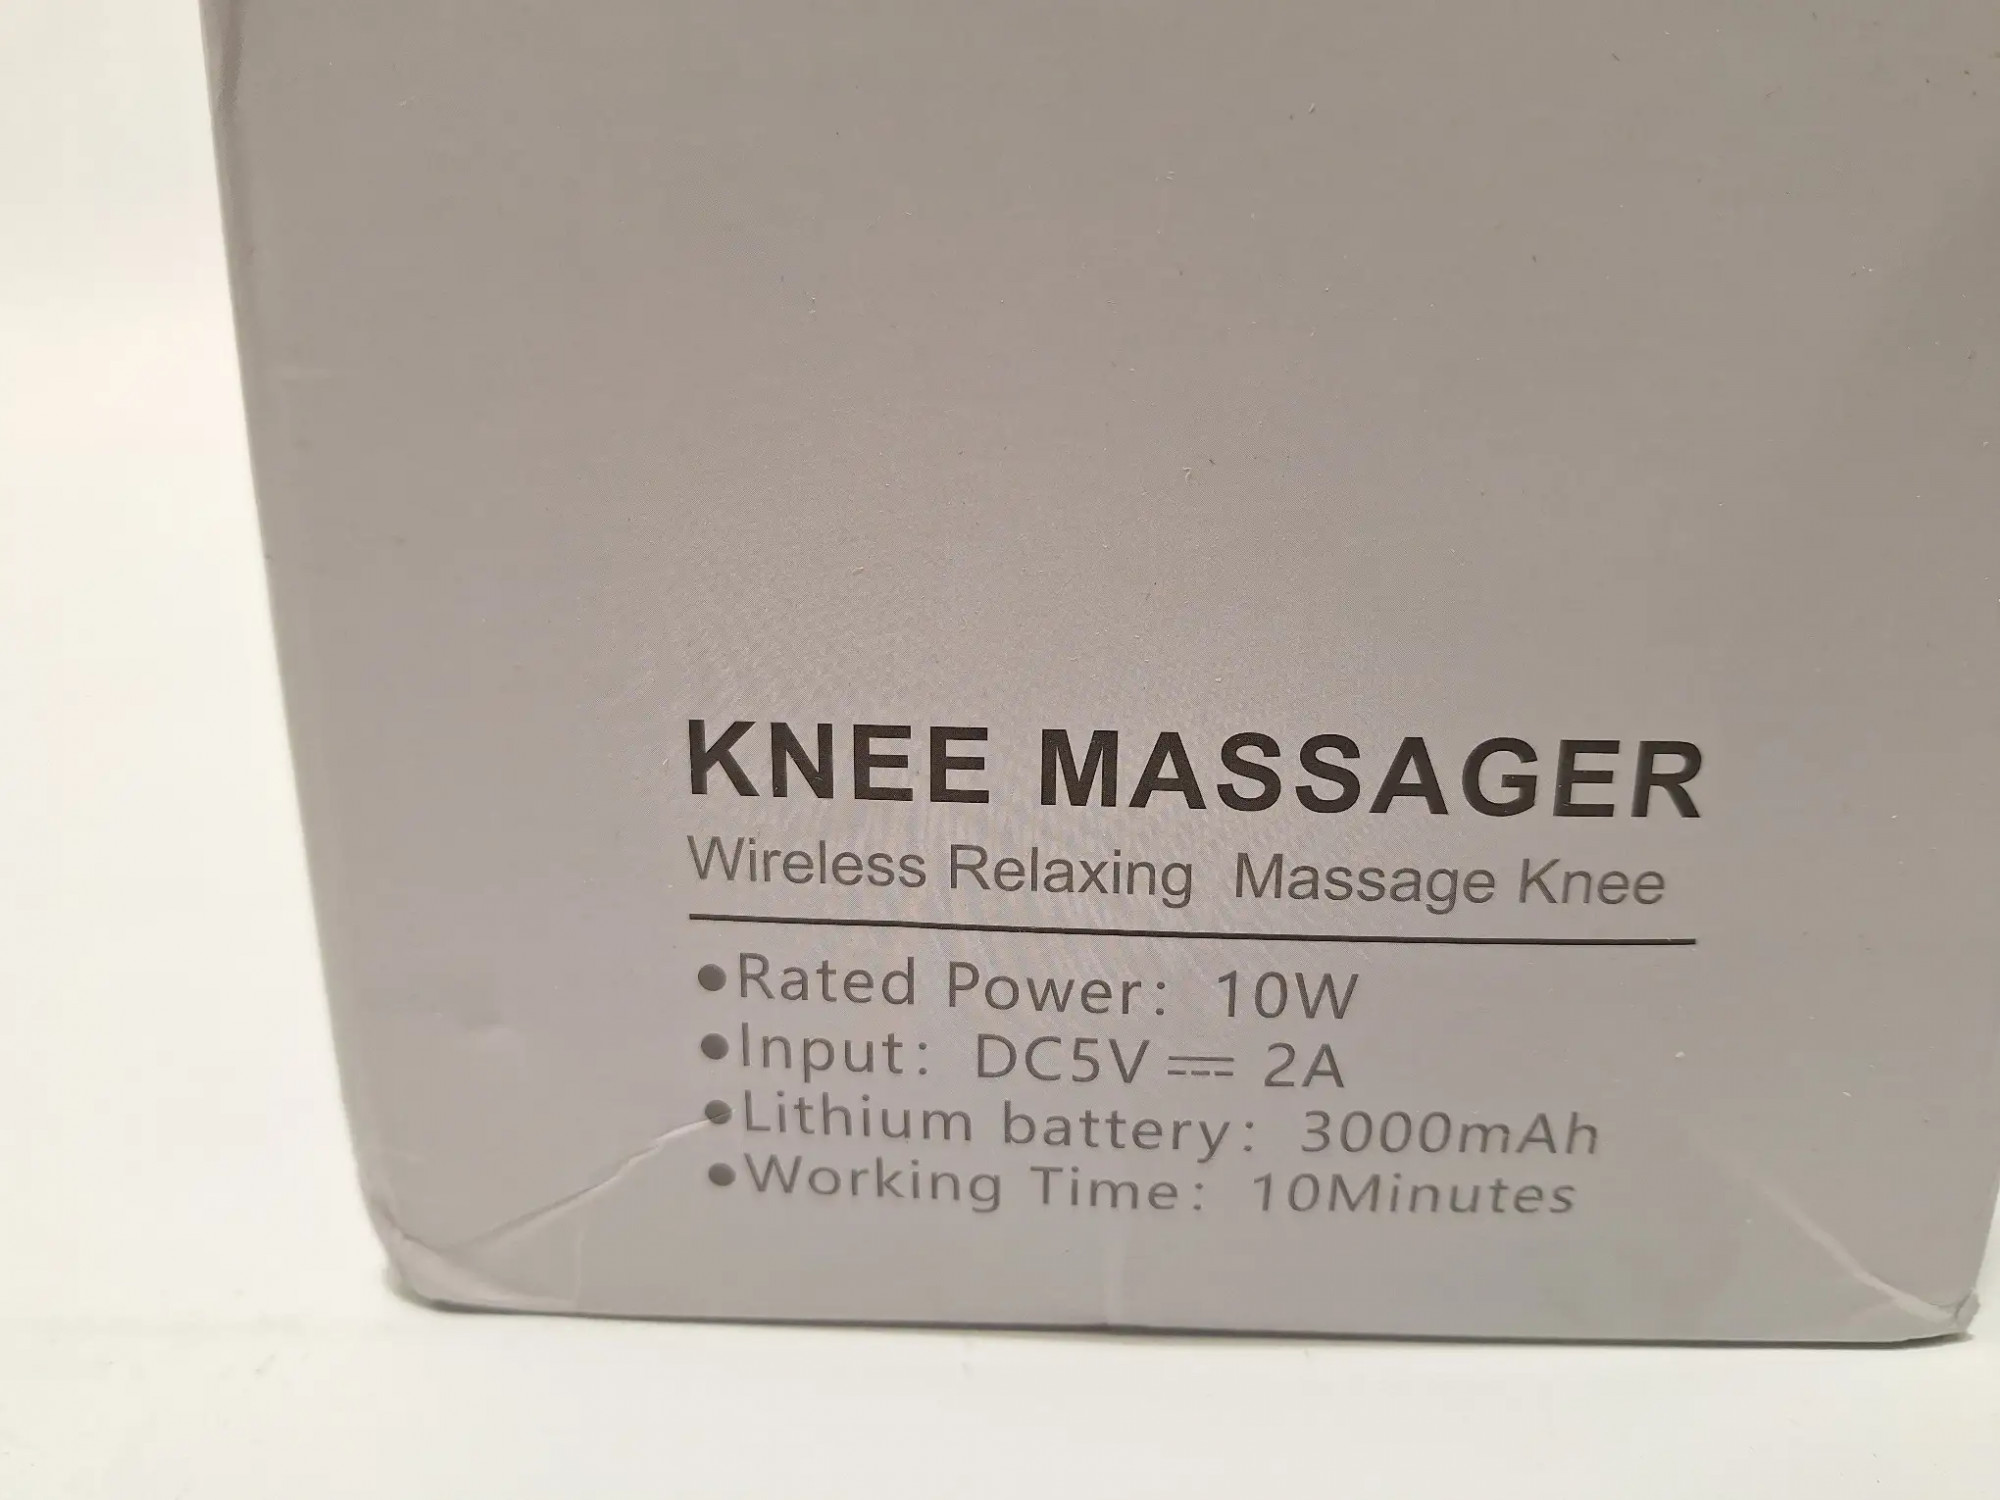 KNEE MASSAGER
Wireless Relaxing Massage Knee
●Rated Power: 10W
●Input: DC5V⎓ 2A
●Lithium battery: 3000mAh
●Working Time: 10Minutes